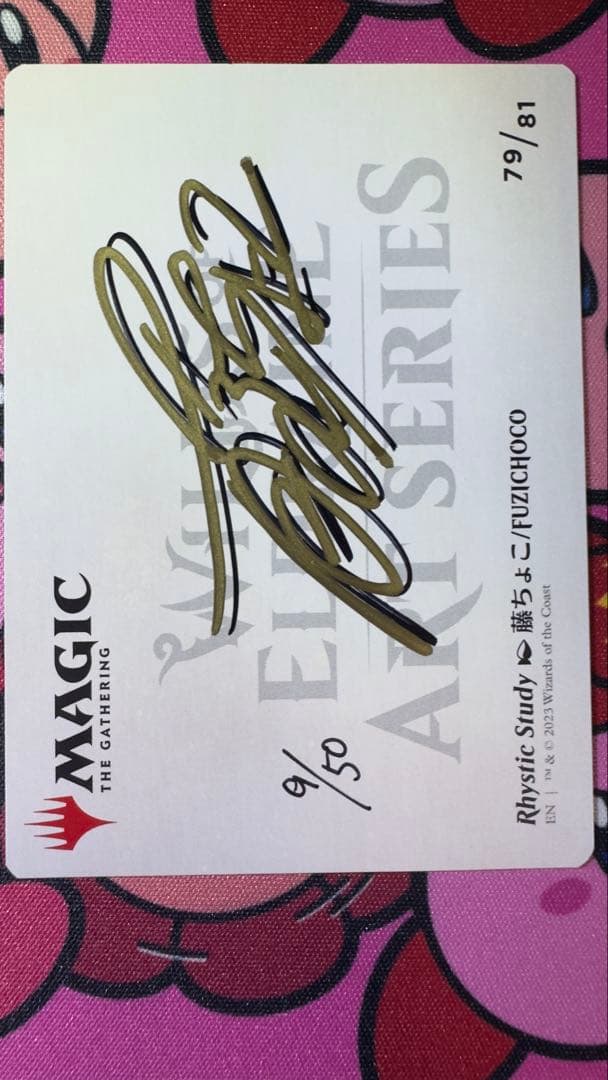 MAGIC
THE GATHERING
WILDS OF
ELDRAINE
ART SERIES
9/50
Rhystic Study 藤ちょこ/FUZICHOCO
79/81
EN | ™ & © 2023 Wizards of the Coast